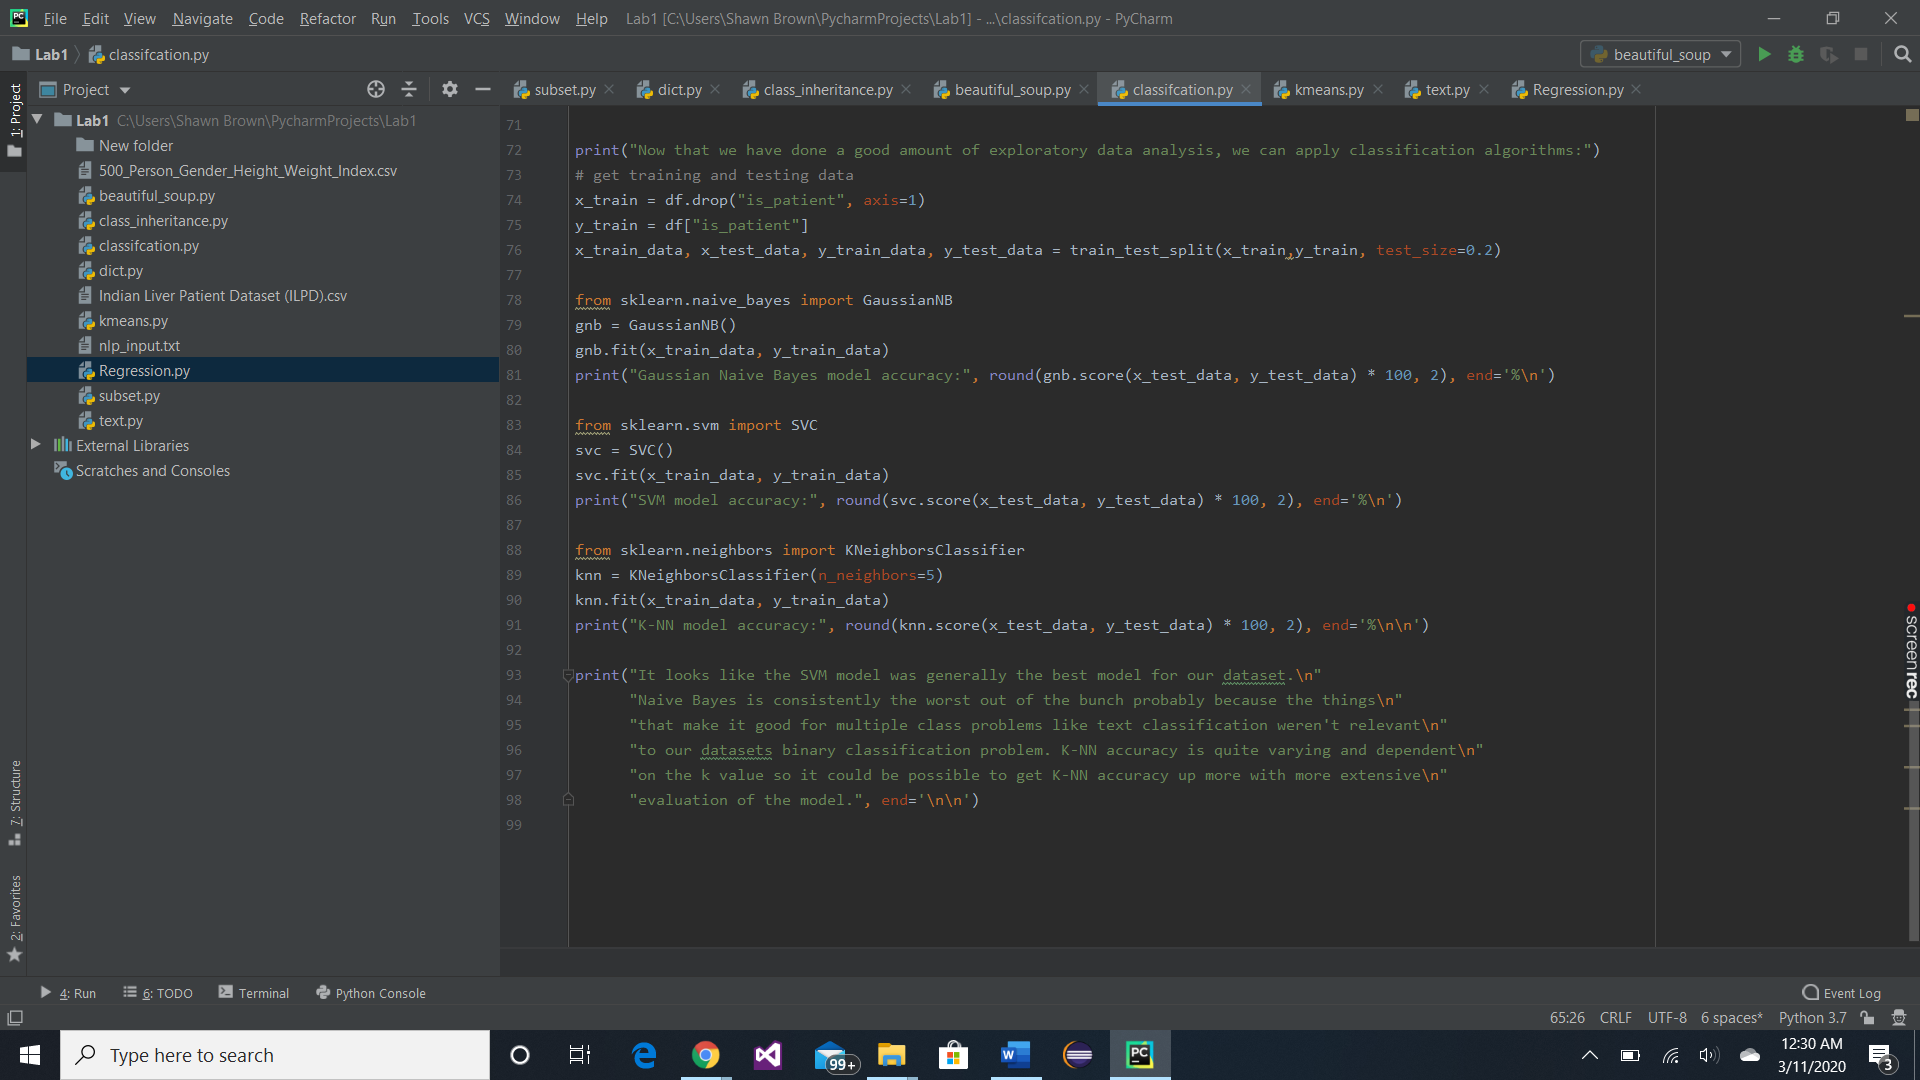 File Edit View Navigate Code Refactor Run Tools VCS Window Help Lab1 [C:\Users\Shawn Brown\PycharmProjects\Lab1] - ...\classifcation.py - PyCharm
Lab1 classifcation.py beautiful_soup
Project subset.py dict.py class_inheritance.py beautiful_soup.py classifcation.py kmeans.py text.py Regression.py
1: Project
Lab1 C:\Users\Shawn Brown\PycharmProjects\Lab1
New folder
500_Person_Gender_Height_Weight_Index.csv
beautiful_soup.py
class_inheritance.py
classifcation.py
dict.py
Indian Liver Patient Dataset (ILPD).csv
kmeans.py
nlp_input.txt
Regression.py
subset.py
text.py
External Libraries
Scratches and Consoles
7: Structure
2: Favorites
71
72 print("Now that we have done a good amount of exploratory data analysis, we can apply classification algorithms:")
73 # get training and testing data
74 x_train = df.drop("is_patient", axis=1)
75 y_train = df["is_patient"]
76 x_train_data, x_test_data, y_train_data, y_test_data = train_test_split(x_train,y_train, test_size=0.2)
77
78 from sklearn.naive_bayes import GaussianNB
79 gnb = GaussianNB()
80 gnb.fit(x_train_data, y_train_data)
81 print("Gaussian Naive Bayes model accuracy:", round(gnb.score(x_test_data, y_test_data) * 100, 2), end='%\n')
82
83 from sklearn.svm import SVC
84 svc = SVC()
85 svc.fit(x_train_data, y_train_data)
86 print("SVM model accuracy:", round(svc.score(x_test_data, y_test_data) * 100, 2), end='%\n')
87
88 from sklearn.neighbors import KNeighborsClassifier
89 knn = KNeighborsClassifier(n_neighbors=5)
90 knn.fit(x_train_data, y_train_data)
91 print("K-NN model accuracy:", round(knn.score(x_test_data, y_test_data) * 100, 2), end='%\n\n')
92
93 print("It looks like the SVM model was generally the best model for our dataset.\n"
94 "Naive Bayes is consistently the worst out of the bunch probably because the things\n"
95 "that make it good for multiple class problems like text classification weren't relevant\n"
96 "to our datasets binary classification problem. K-NN accuracy is quite varying and dependent\n"
97 "on the k value so it could be possible to get K-NN accuracy up more with more extensive\n"
98 "evaluation of the model.", end='\n\n')
99
screenrec
4: Run 6: TODO Terminal Python Console Event Log
65:26 CRLF UTF-8 6 spaces* Python 3.7
Type here to search 99+ W PC 12:30 AM
3/11/2020 3